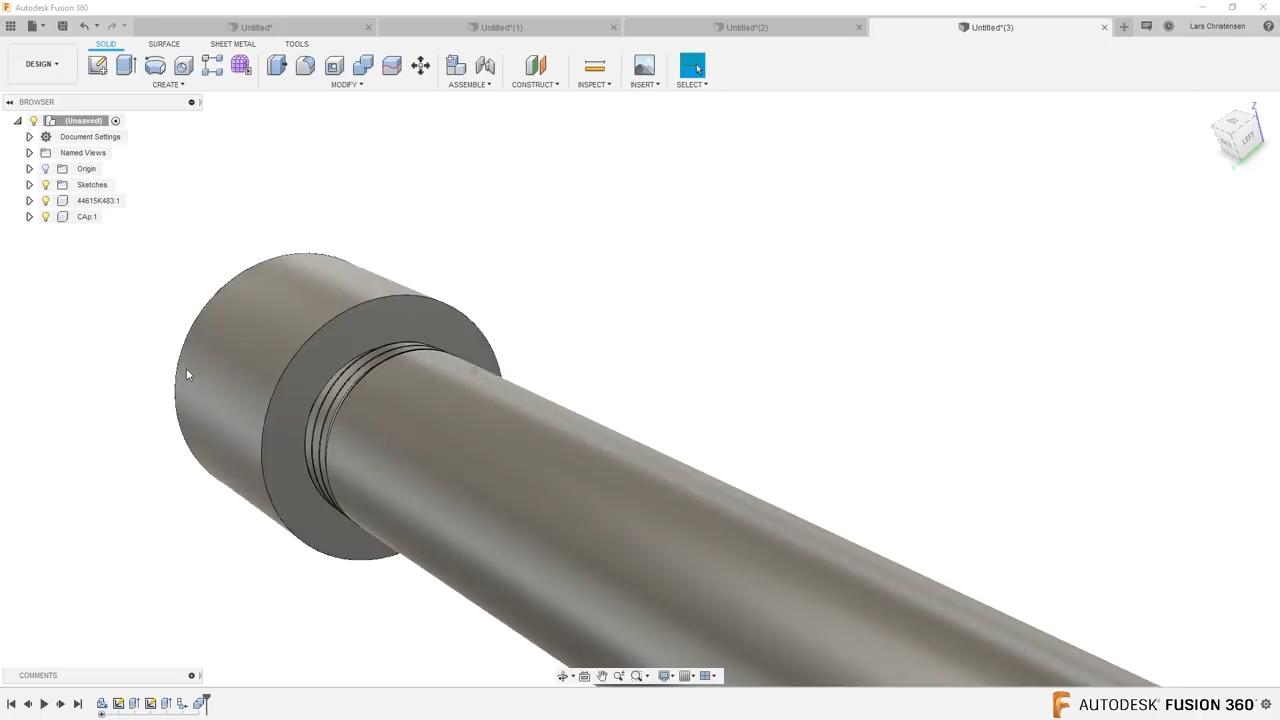 Autodesk Fusion 360
Untitled*
Untitled*(1)
Untitled*(2)
Untitled*(3)
Lars Christensen
DESIGN
SOLID
SURFACE
SHEET METAL
TOOLS
CREATE
MODIFY
ASSEMBLE
CONSTRUCT
INSPECT
INSERT
SELECT
BROWSER
(Unsaved)
Document Settings
Named Views
Origin
Sketches
44615K483:1
CAp:1
Z
LEFT
COMMENTS
AUTODESK FUSION 360